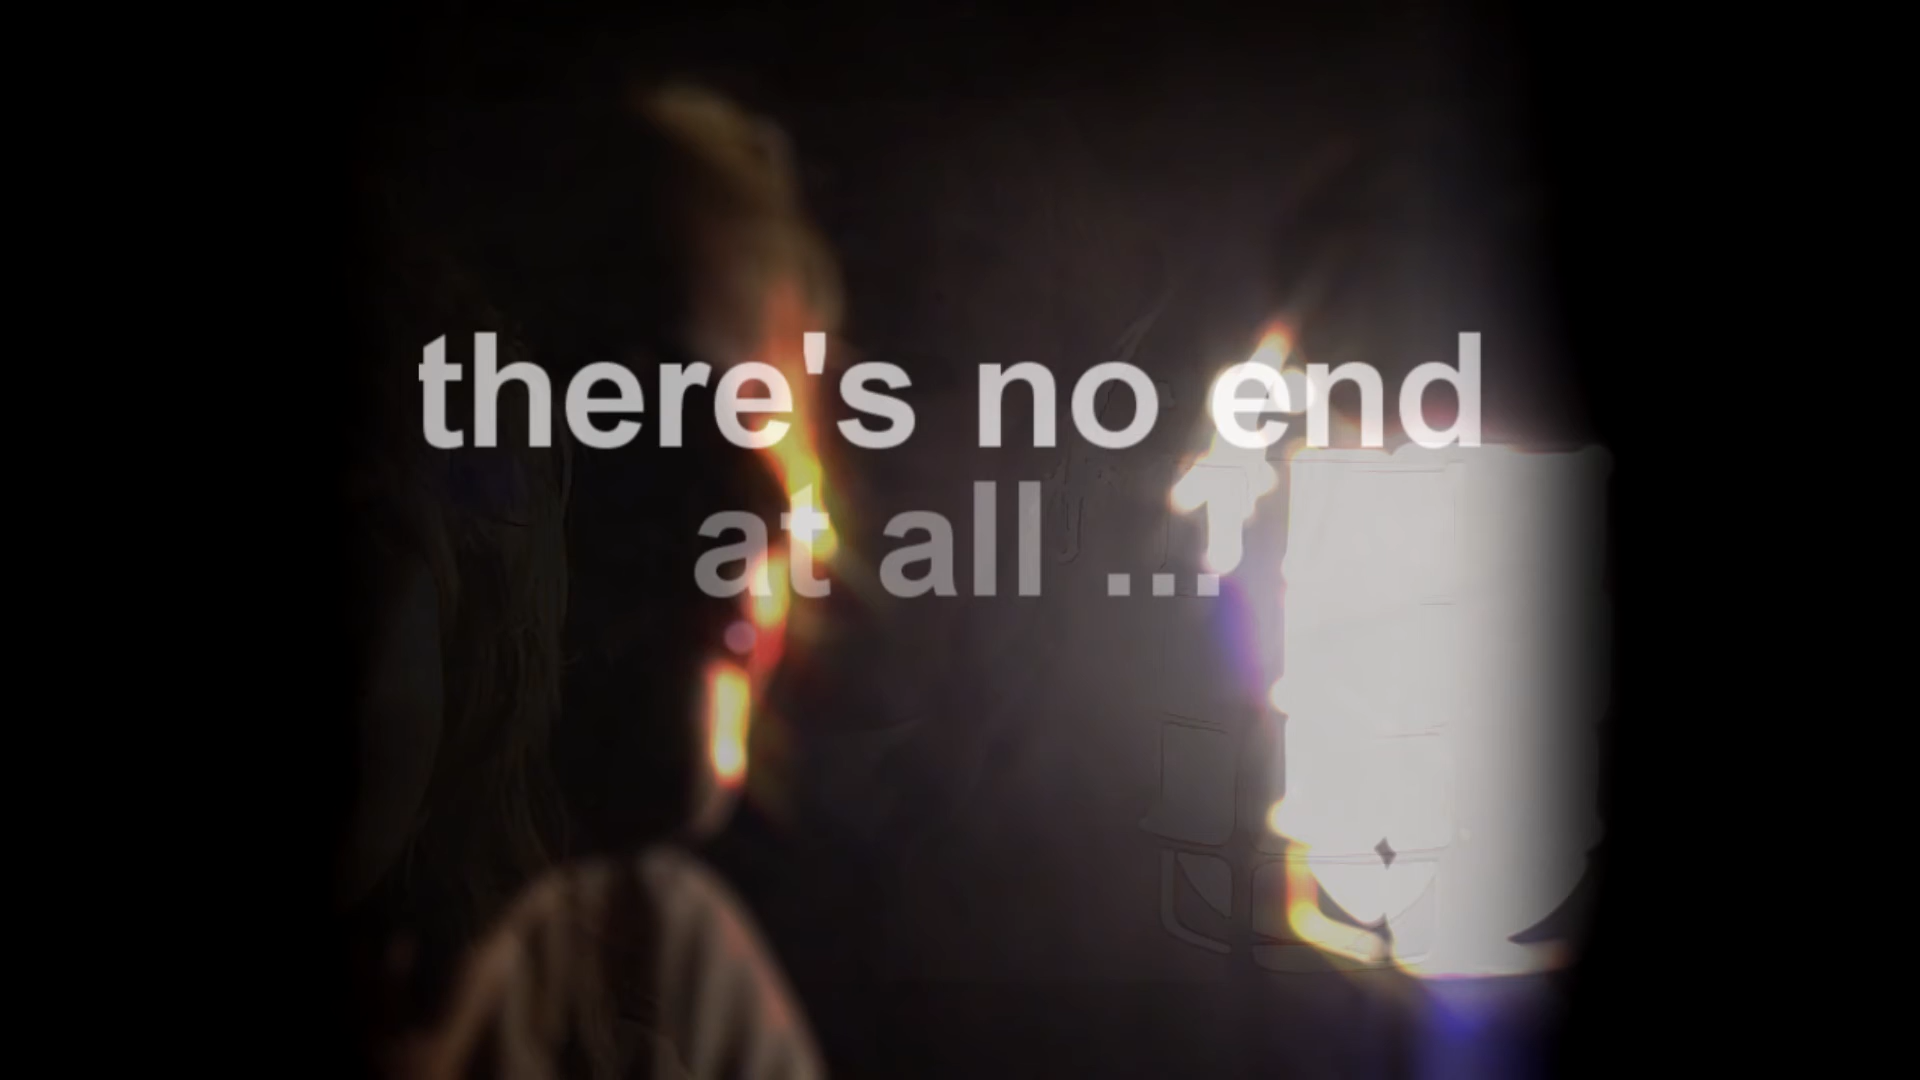 there's no end
at all ...